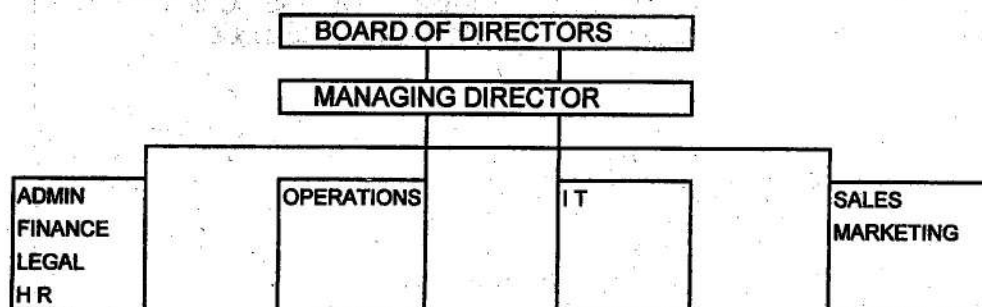 BOARD OF DIRECTORS
MANAGING DIRECTOR
ADMIN
FINANCE
LEGAL
H R
OPERATIONS
I T
SALES
MARKETING